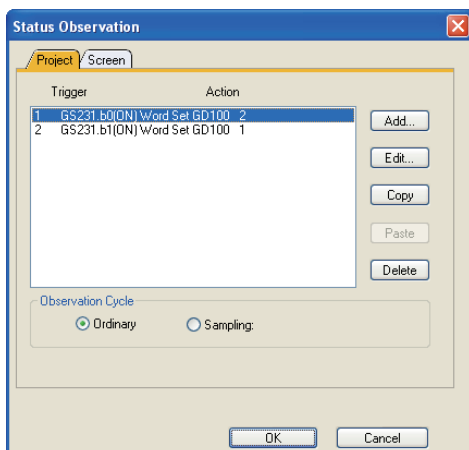 Status Observation
Project Screen
Trigger Action
1 GS231.b0(ON) Word Set GD100 2
2 GS231.b1(ON) Word Set GD100 1
Add...
Edit...
Copy
Paste
Delete
Observation Cycle
Ordinary Sampling:
OK Cancel